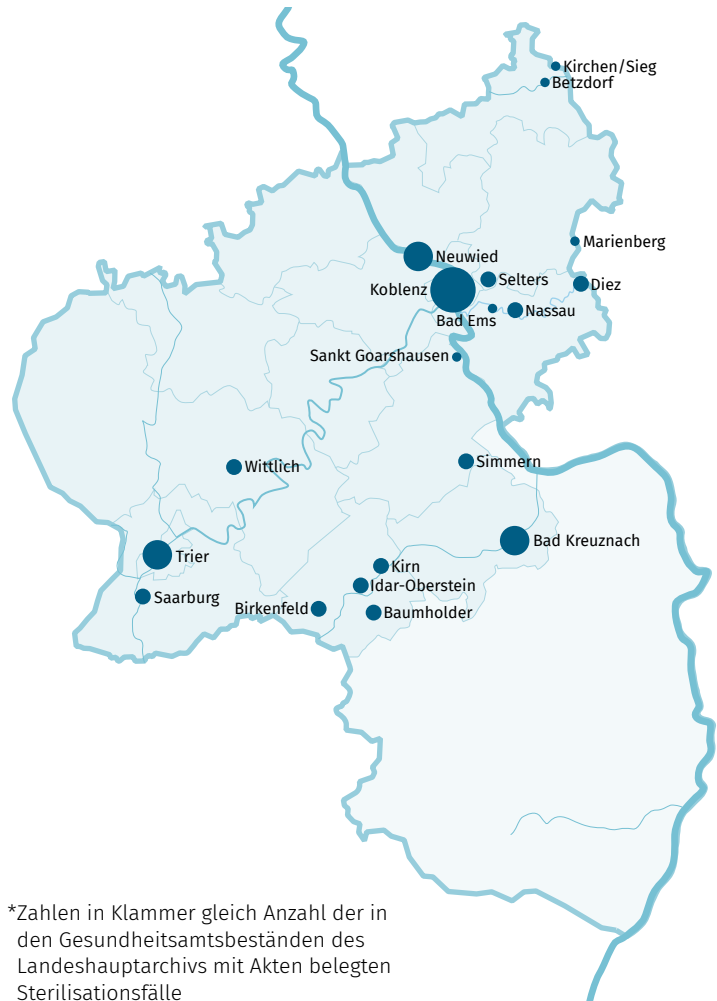 Kirchen/Sieg
Betzdorf
Marienberg
Neuwied
Selters
Diez
Koblenz
Nassau
Bad Ems
Sankt Goarshausen
Simmern
Wittlich
Bad Kreuznach
Trier
Kirn
Idar-Oberstein
Saarburg
Birkenfeld
Baumholder
*Zahlen in Klammer gleich Anzahl der in
den Gesundheitsamtsbeständen des
Landeshauptarchivs mit Akten belegten
Sterilisationsfälle